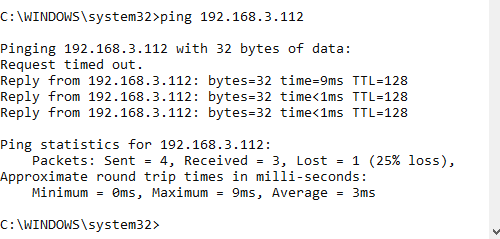 C:\WINDOWS\system32>ping 192.168.3.112
Pinging 192.168.3.112 with 32 bytes of data:
Request timed out.
Reply from 192.168.3.112: bytes=32 time=9ms TTL=128
Reply from 192.168.3.112: bytes=32 time<1ms TTL=128
Reply from 192.168.3.112: bytes=32 time<1ms TTL=128
Ping statistics for 192.168.3.112:
    Packets: Sent = 4, Received = 3, Lost = 1 (25% loss),
Approximate round trip times in milli-seconds:
    Minimum = 0ms, Maximum = 9ms, Average = 3ms
C:\WINDOWS\system32>